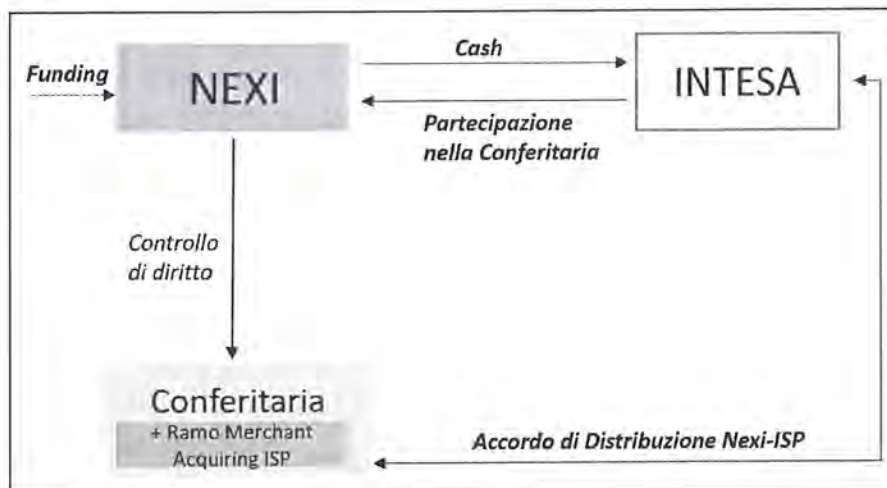 Funding
NEXI
Cash
INTESA
Partecipazione
nella Conferitaria
Controllo
di diritto
Conferitaria
+ Ramo Merchant
Acquiring ISP
Accordo di Distribuzione Nexi-ISP